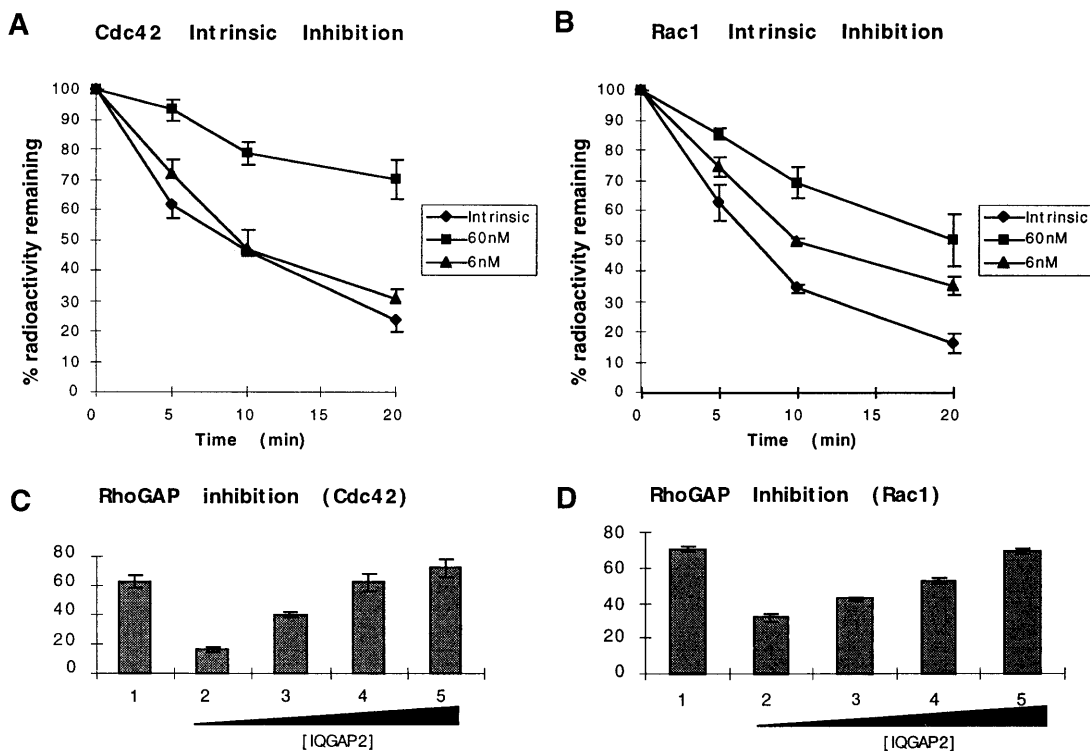 A
Cdc42 Intrinsic Inhibition
% radioactivity remaining
100
90
80
70
60
50
40
30
20
10
0
0 5 10 15 20
Time (min)
Intrinsic
60nM
6nM
B
Rac1 Intrinsic Inhibition
% radioactivity remaining
100
90
80
70
60
50
40
30
20
10
0
0 5 10 15 20
Time (min)
Intrinsic
60nM
6nM
C
RhoGAP inhibition (Cdc42)
80
60
40
20
0
1 2 3 4 5
[IQGAP2]
D
RhoGAP Inhibition (Rac1)
80
60
40
20
0
1 2 3 4 5
[IQGAP2]